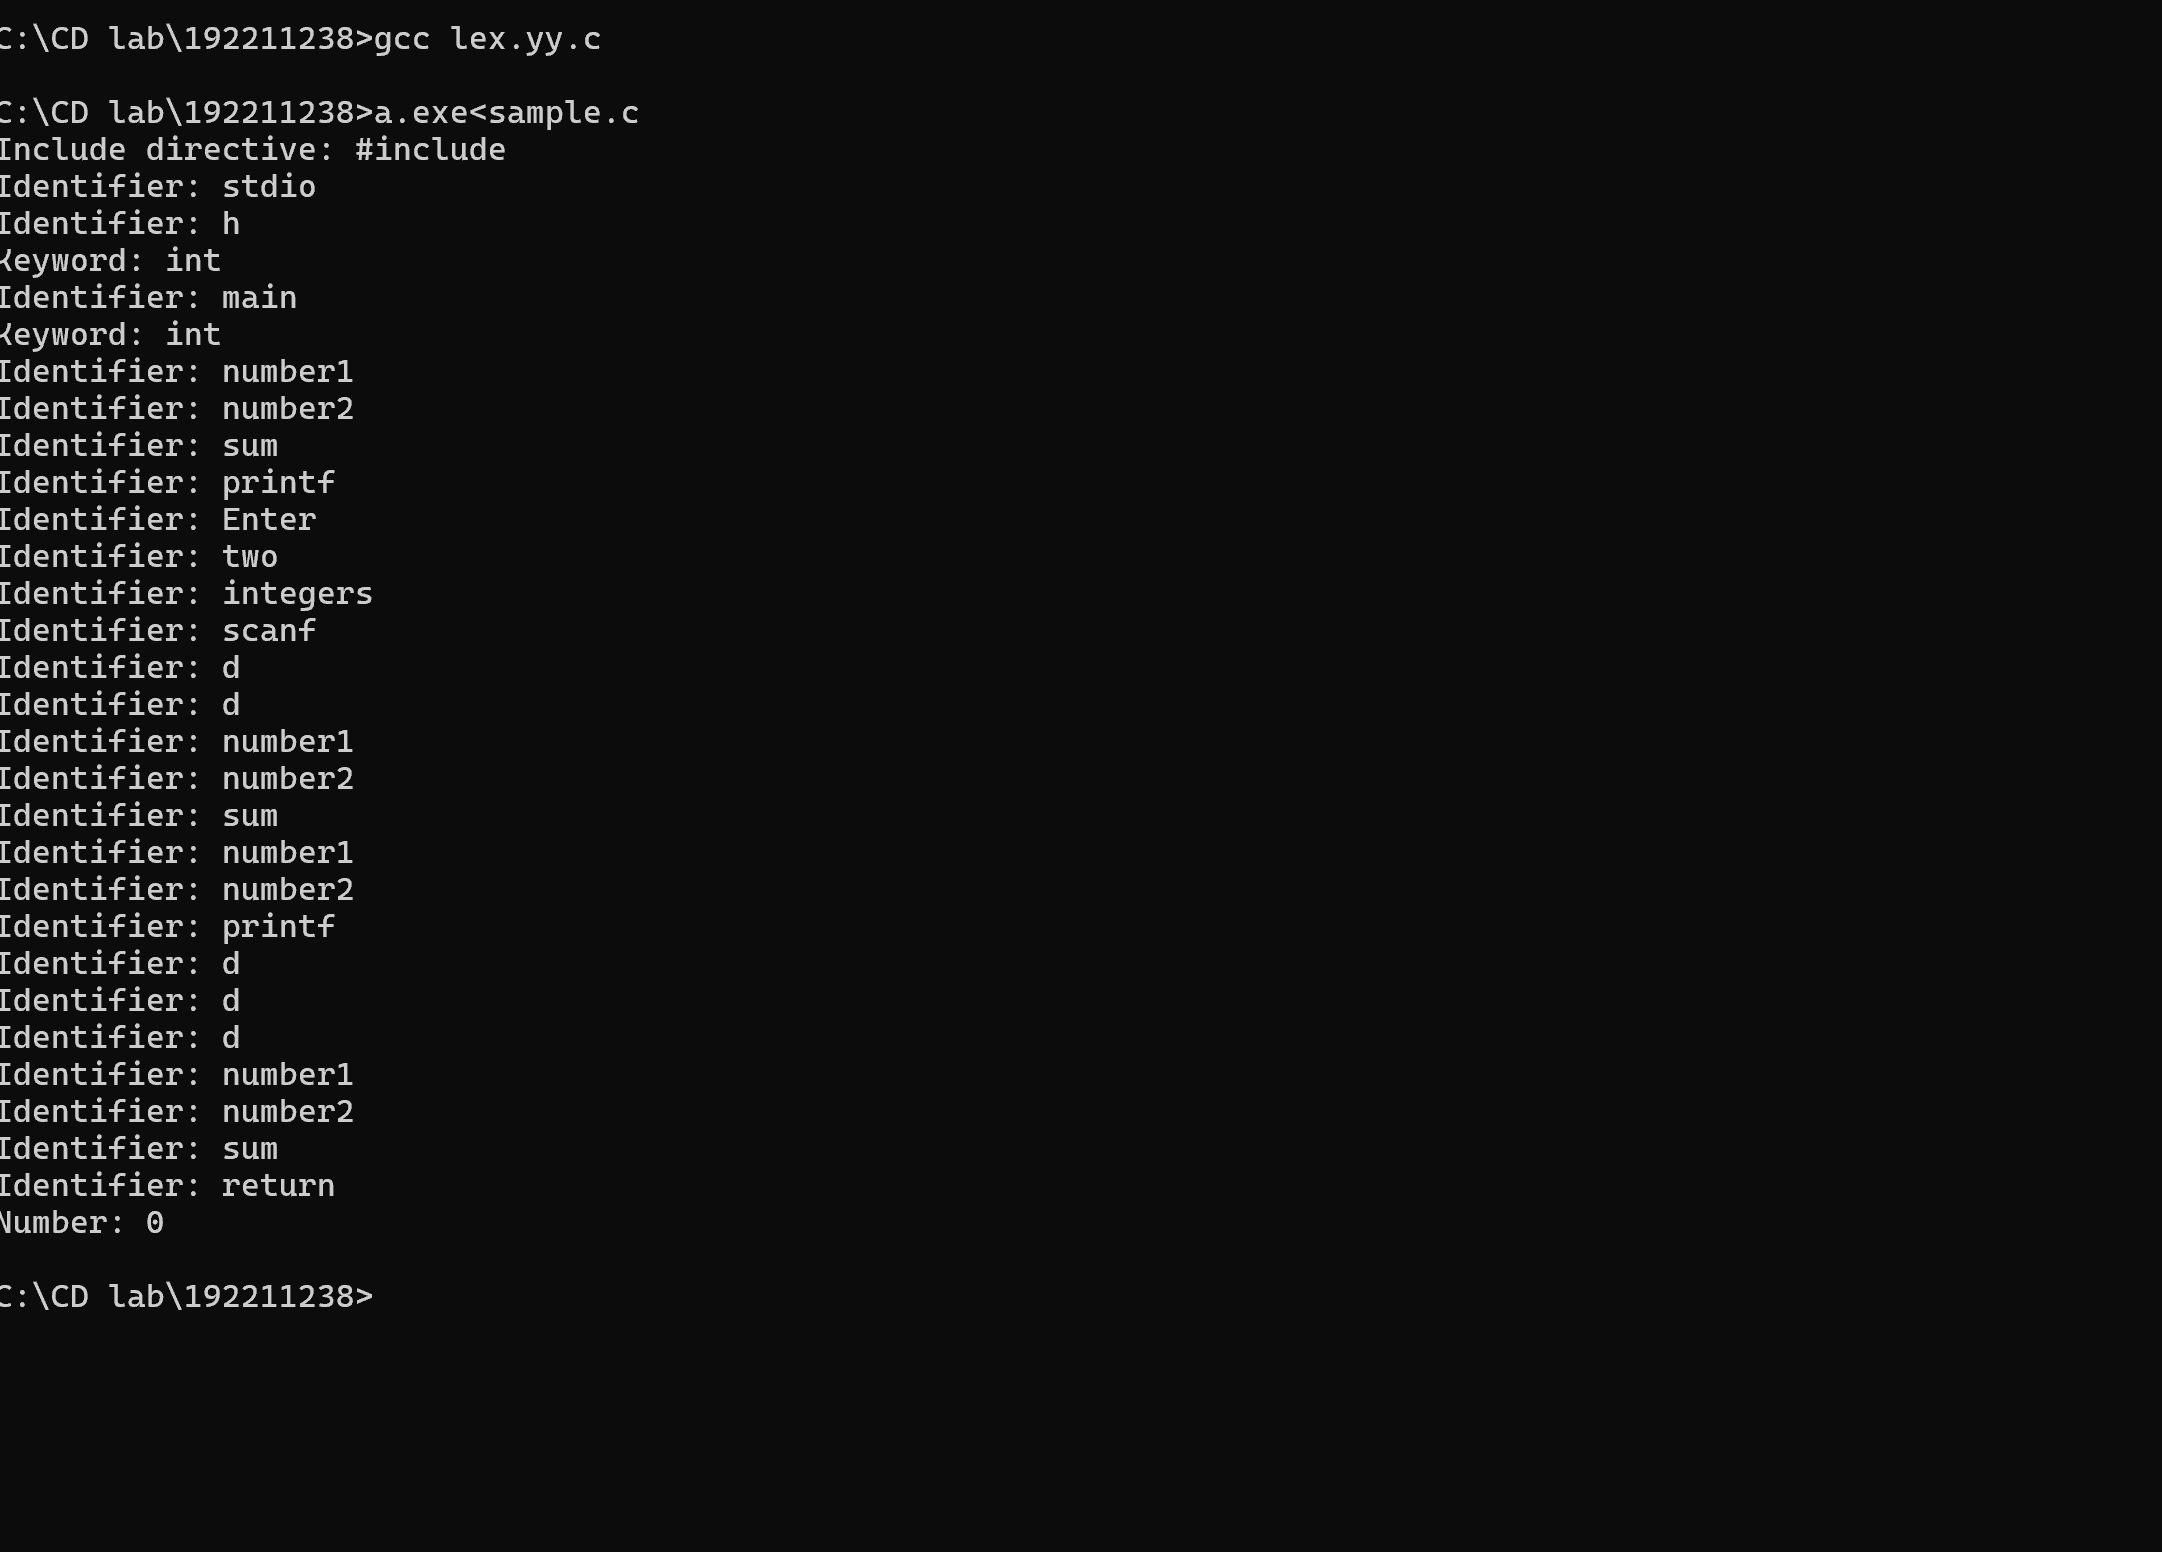 C:\CD lab\192211238>gcc lex.yy.c
C:\CD lab\192211238>a.exe<sample.c
Include directive: #include
Identifier: stdio
Identifier: h
Keyword: int
Identifier: main
Keyword: int
Identifier: number1
Identifier: number2
Identifier: sum
Identifier: printf
Identifier: Enter
Identifier: two
Identifier: integers
Identifier: scanf
Identifier: d
Identifier: d
Identifier: number1
Identifier: number2
Identifier: sum
Identifier: number1
Identifier: number2
Identifier: printf
Identifier: d
Identifier: d
Identifier: d
Identifier: number1
Identifier: number2
Identifier: sum
Identifier: return
Number: 0
C:\CD lab\192211238>